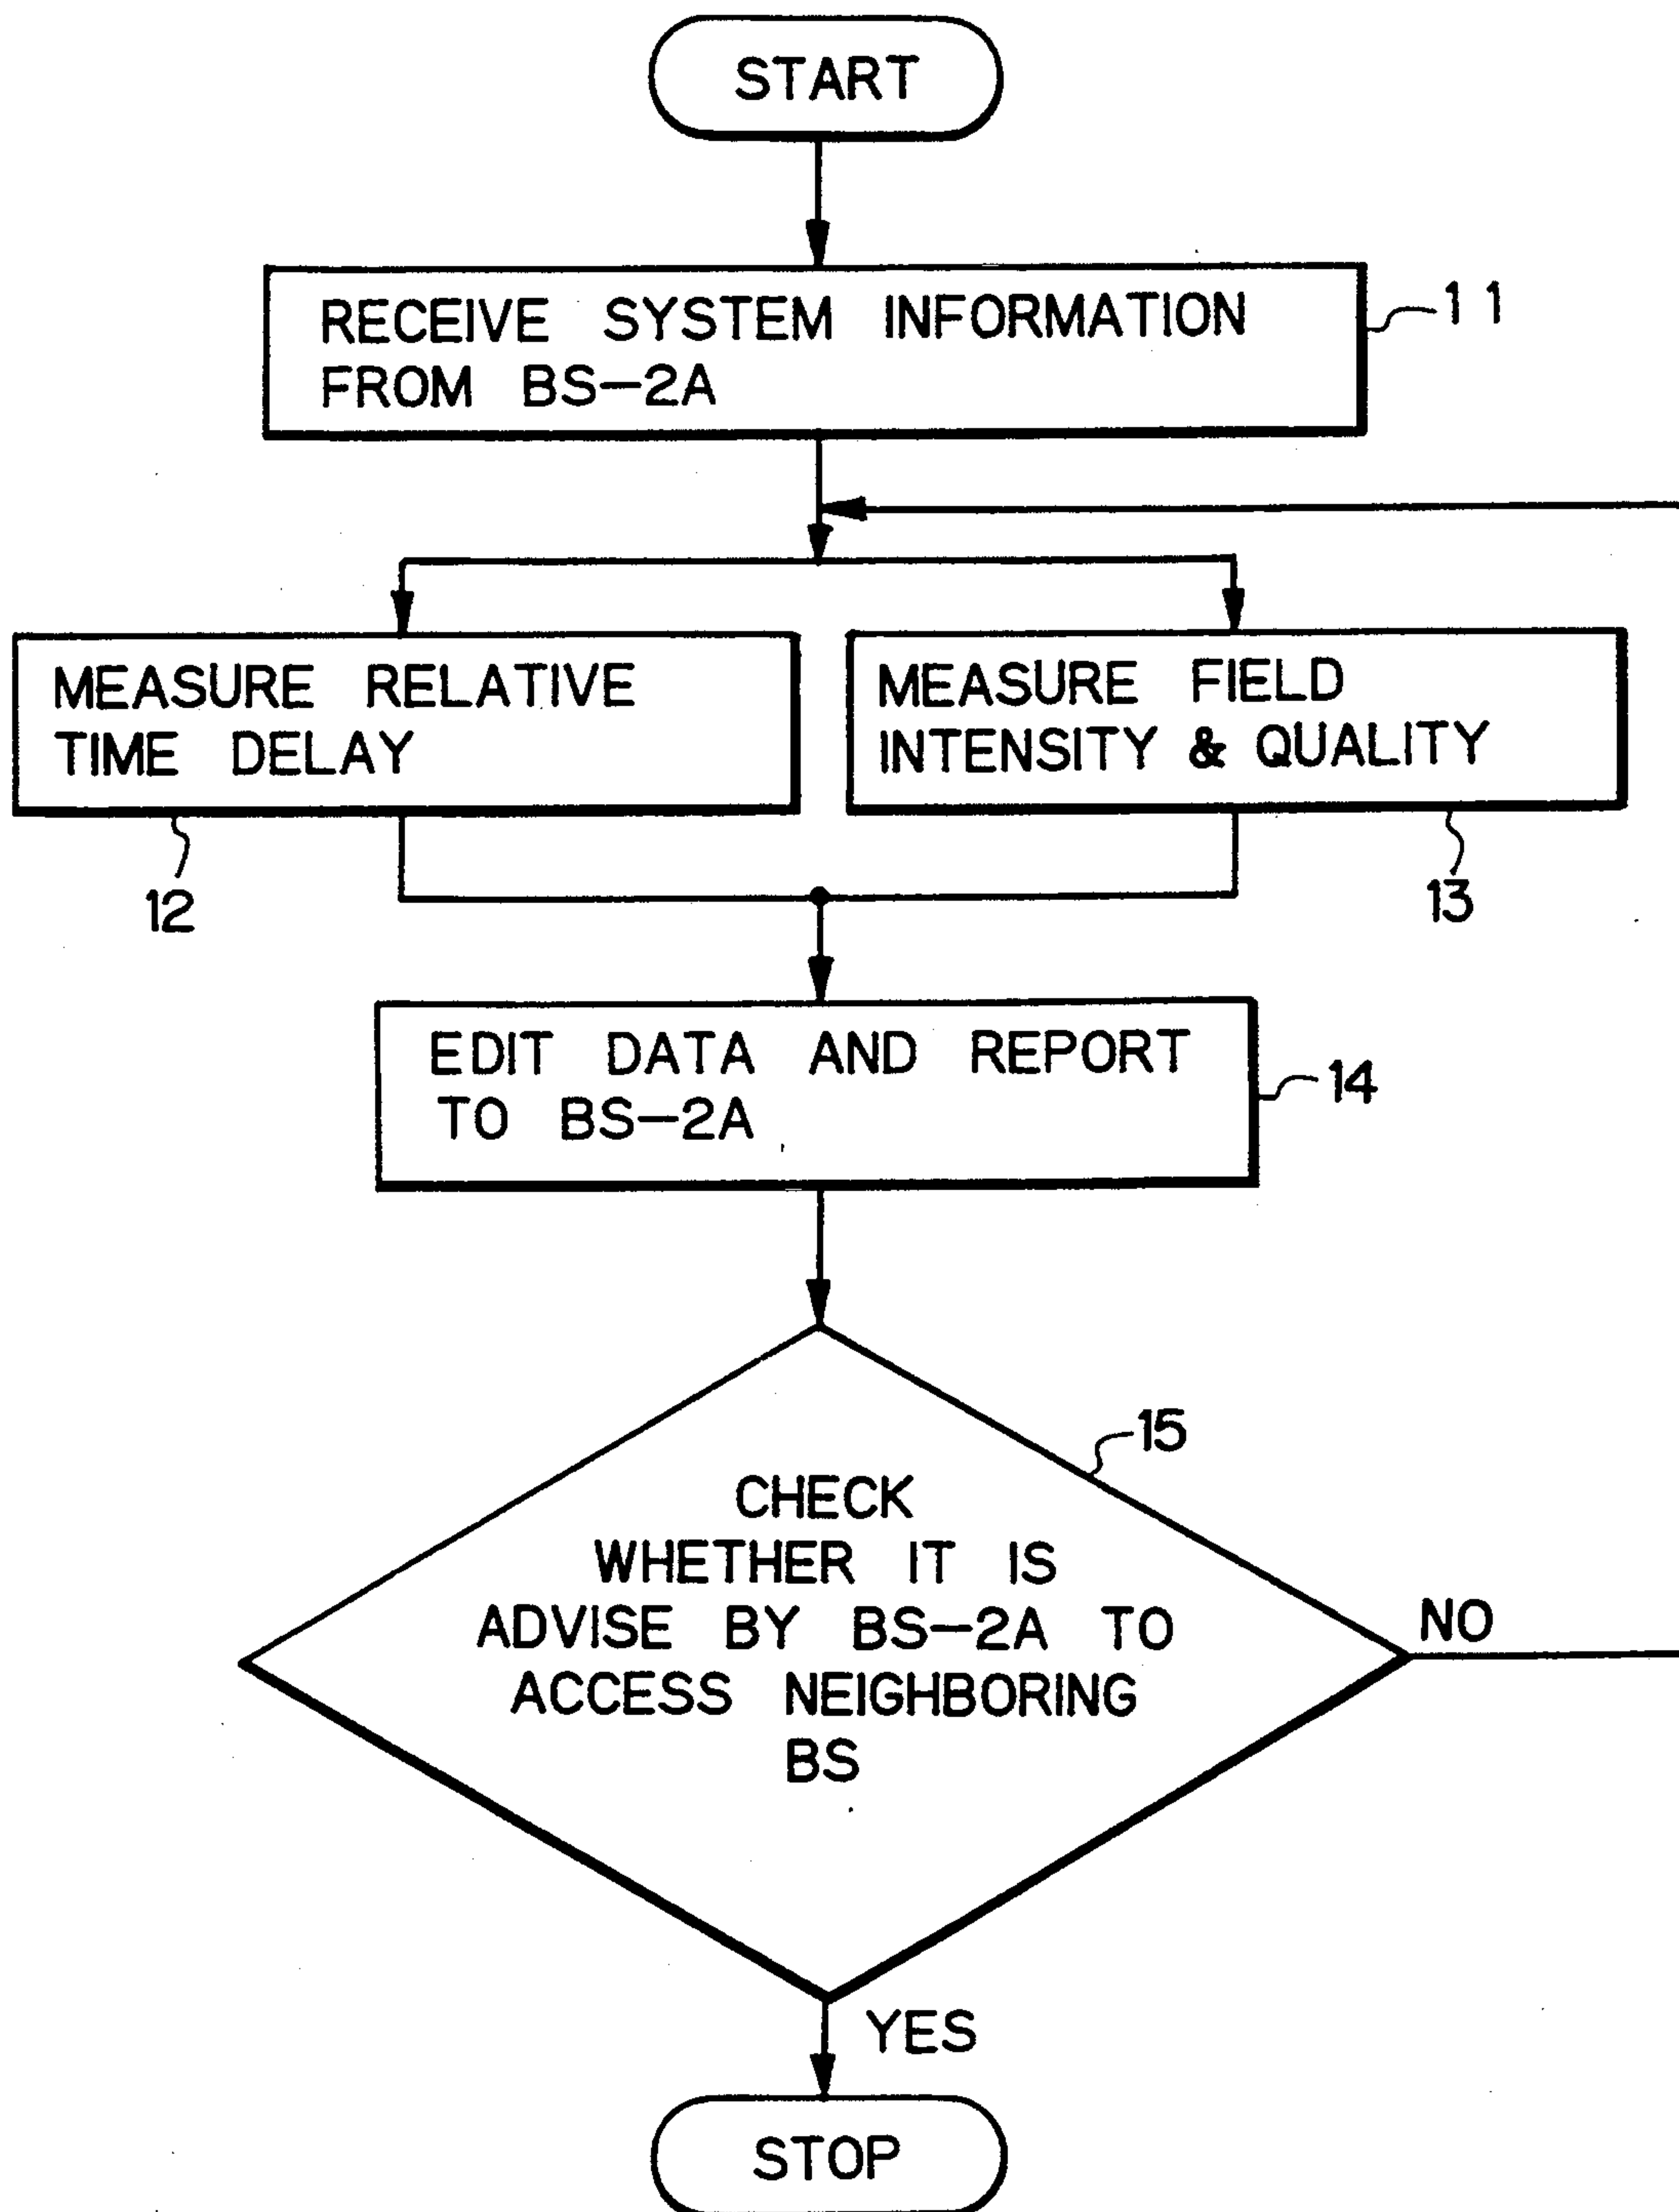 START
RECEIVE SYSTEM INFORMATION
FROM BS-2A
11
MEASURE RELATIVE
TIME DELAY
12
MEASURE FIELD
INTENSITY & QUALITY
13
EDIT DATA AND REPORT
TO BS-2A
14
15
CHECK
WHETHER IT IS
ADVISE BY BS-2A TO
ACCESS NEIGHBORING
BS
NO
YES
STOP